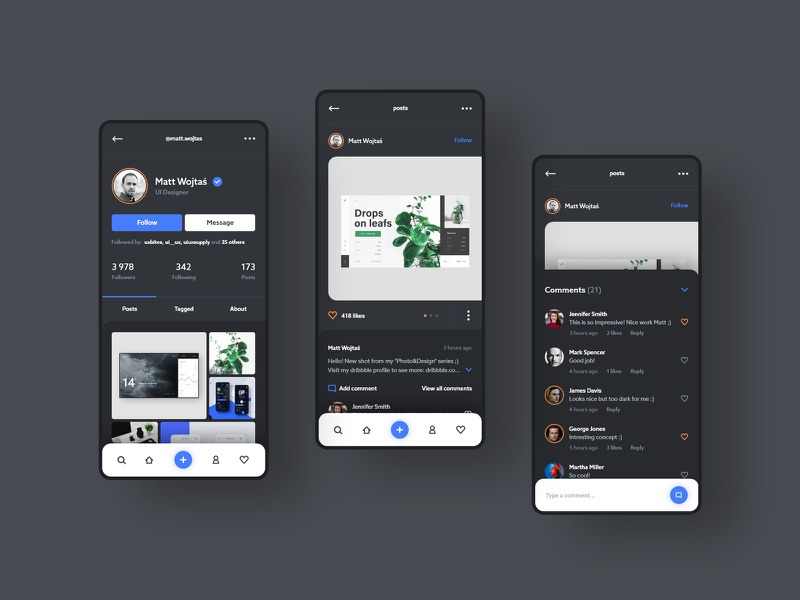 @matt.wojtas
Matt Wojtaś
UI Designer
Follow
Message
Followed by: uxbites, ui__ux, uiuxsupply and 35 others
3 978
342
173
Followers
Following
Posts
Posts
Tagged
About
14°
posts
Matt Wojtaś
Follow
Drops
on leafs
418 likes
Matt Wojtaś
3 hours ago
Hello! New shot from my "Photo&Design" series ;)
Visit my dribbble profile to see more: dribbble.co...
Add comment
View all comments
Jennifer Smith
posts
Matt Wojtaś
Follow
Comments (21)
Jennifer Smith
This is so impressive! Nice work Matt ;)
3 hours ago 2 likes Reply
Mark Spencer
Good job!
4 hours ago 1 likes Reply
James Davis
Looks nice but too dark for me :)
4 hours ago Reply
George Jones
Intresting concept :)
5 hours ago 3 likes Reply
Martha Miller
So cool!
Type a comment...